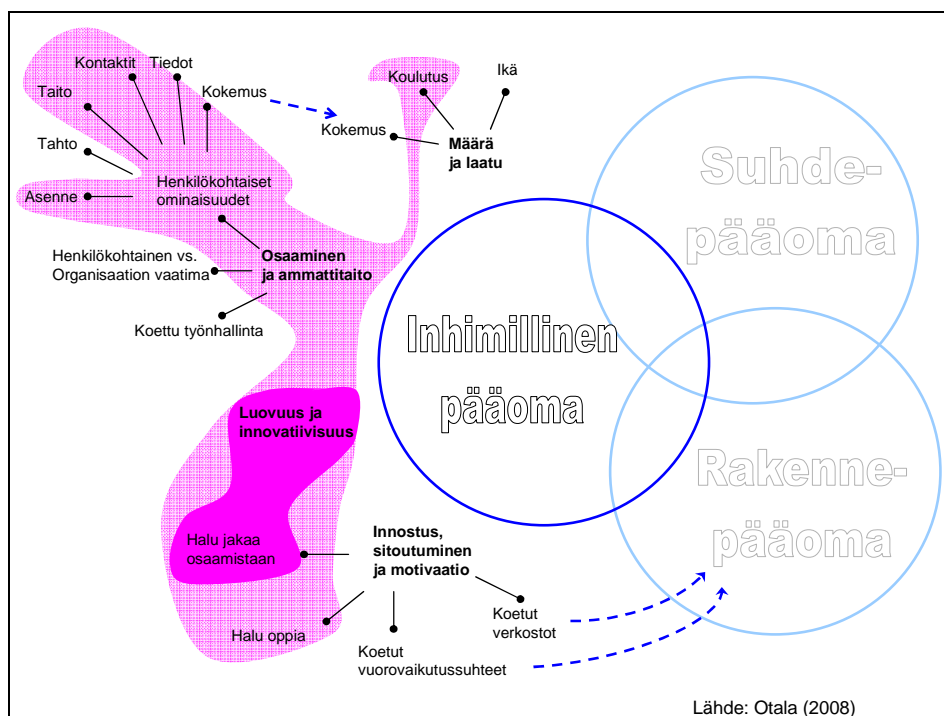 Kontaktit
Tiedot
Taito
Kokemus
Tahto
Asenne
Henkilökohtaiset
ominaisuudet
Koulutus
Ikä
Kokemus
Määrä
ja laatu
Henkilökohtainen vs.
Organisaation vaatima
Osaaminen
ja ammattitaito
Koettu työnhallinta
Luovuus ja
innovatiivisuus
Halu jakaa
osaamistaan
Innostus,
sitoutuminen
ja motivaatio
Halu oppia
Koetut
vuorovaikutussuhteet
Koetut
verkostot
Inhimillinen
pääoma
Suhde-
pääoma
Rakenne-
pääoma
Lähde: Otala (2008)